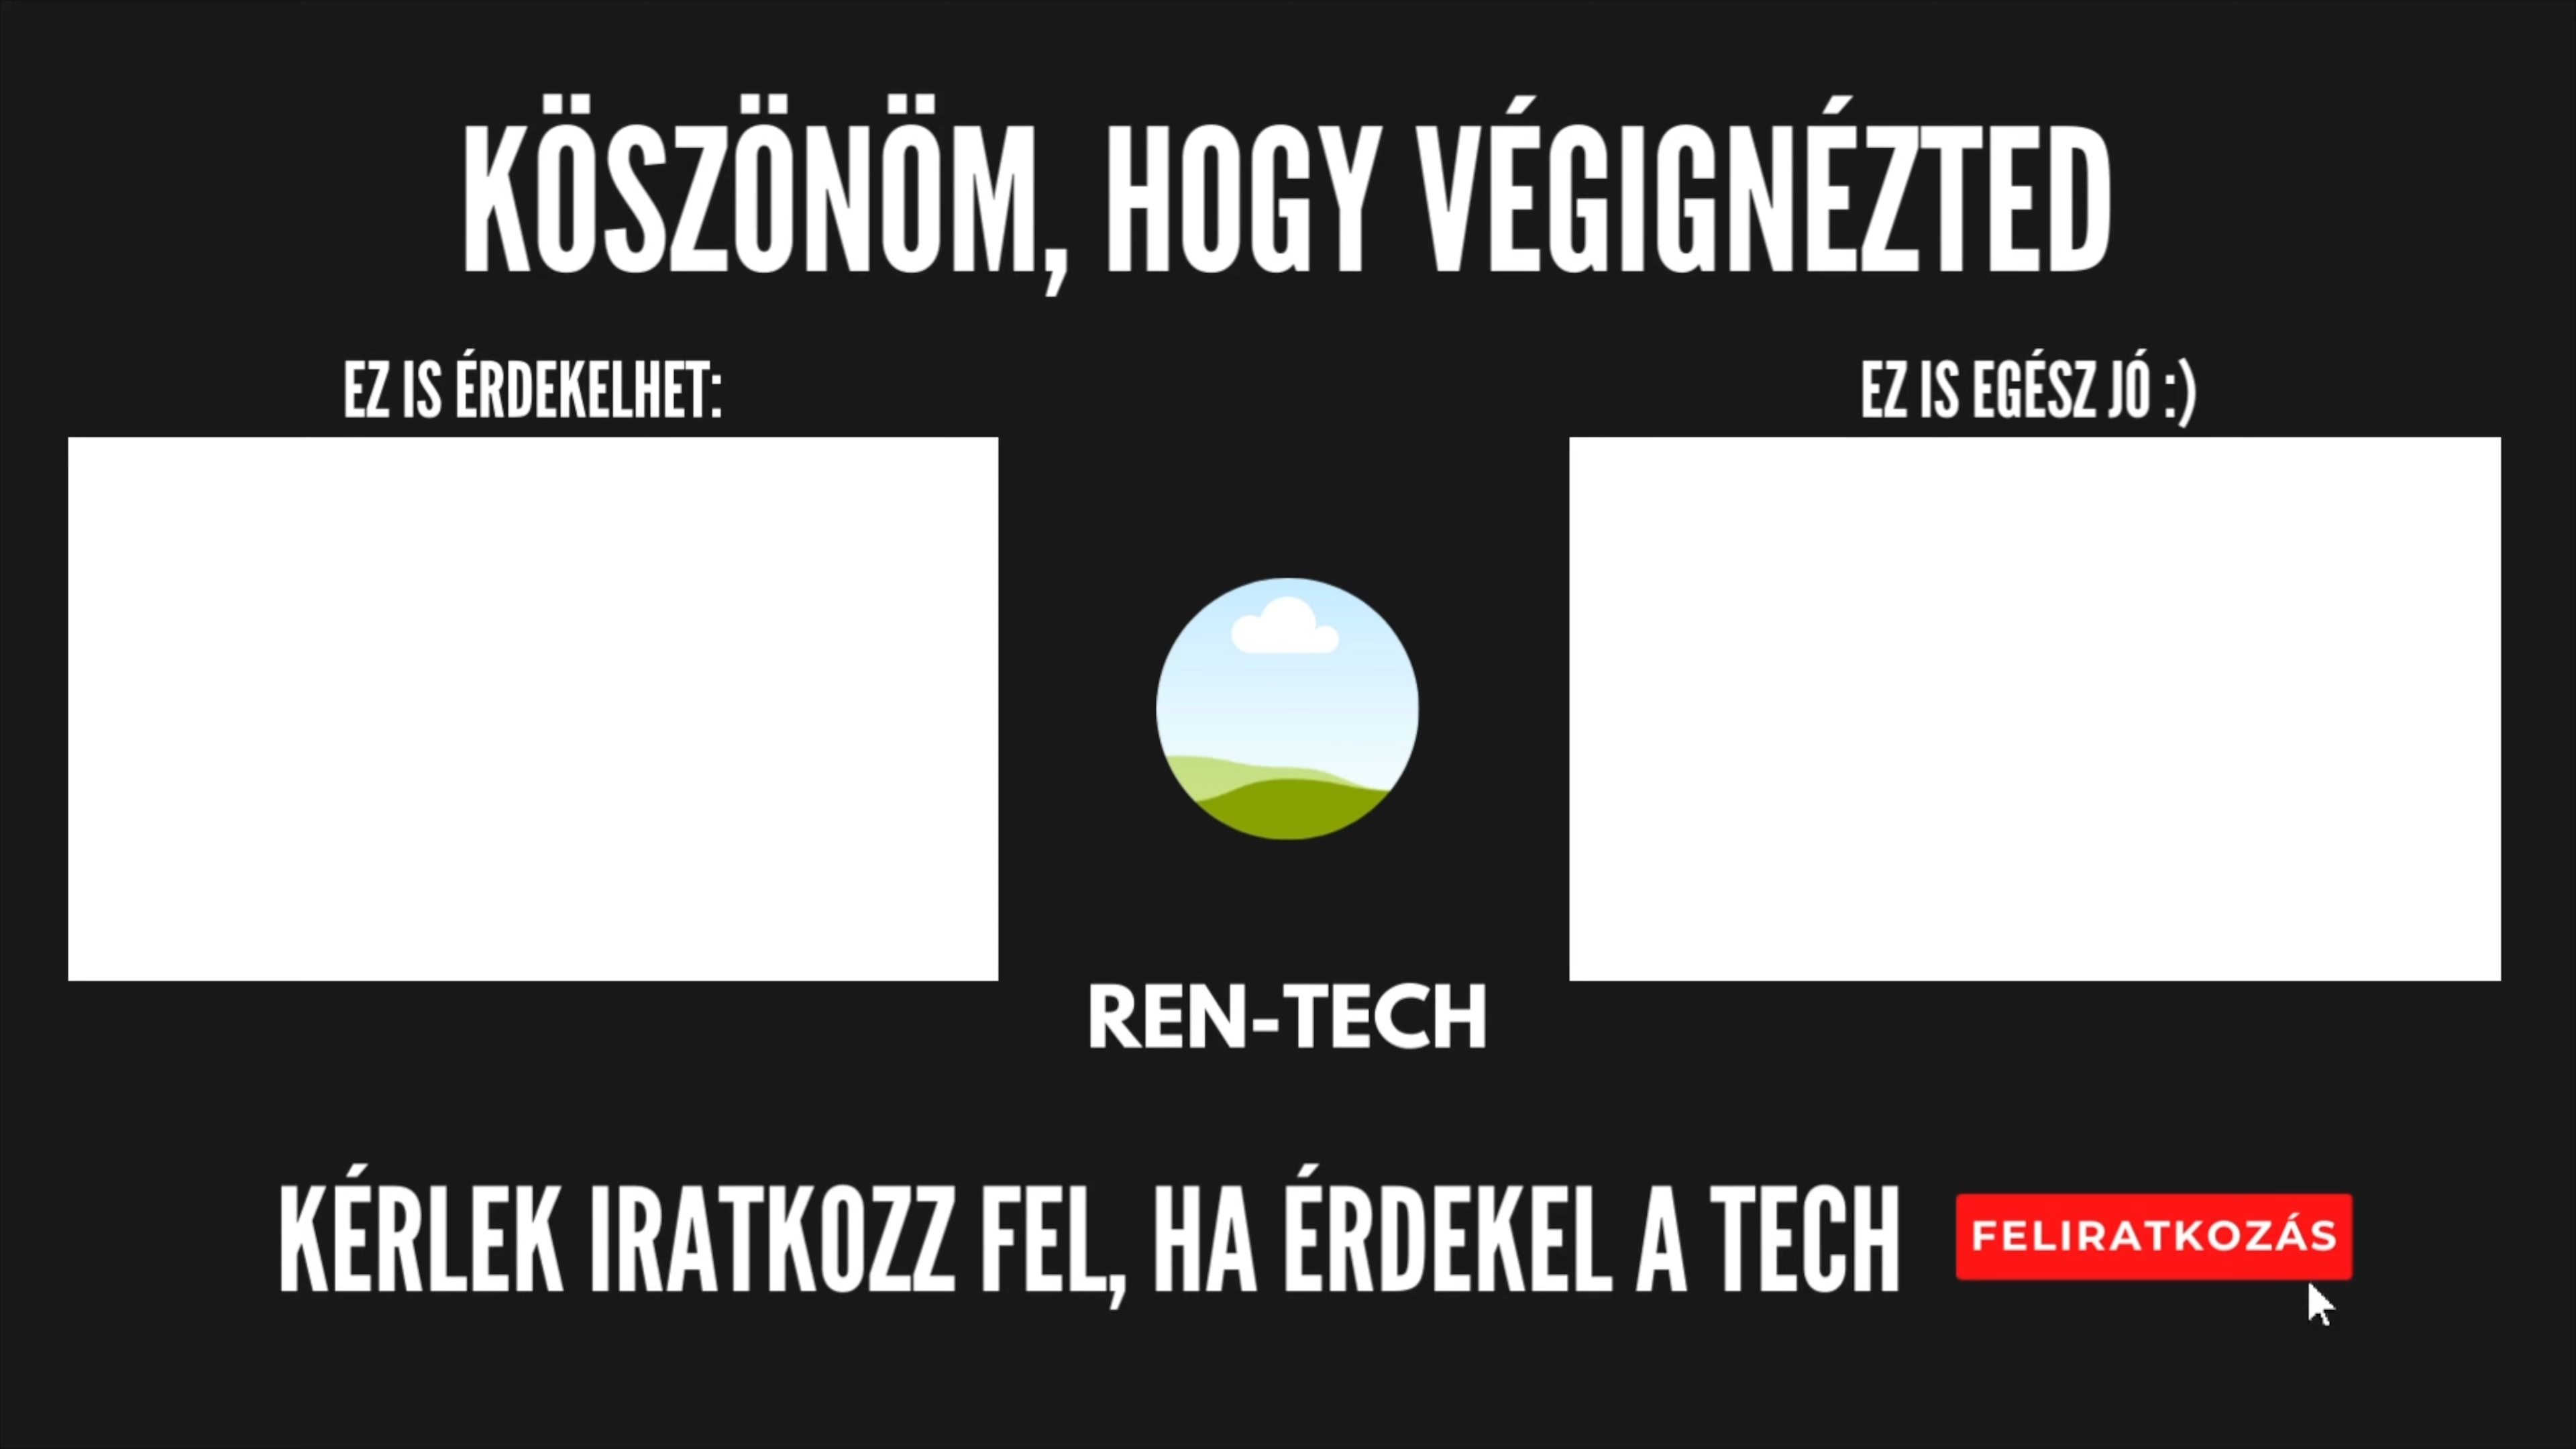 KÖSZÖNÖM, HOGY VÉGIGNÉZTED
EZ IS ÉRDEKELHET:
EZ IS EGÉSZ JÓ :)
REN-TECH
KÉRLEK IRATKOZZ FEL, HA ÉRDEKEL A TECH
FELIRATKOZÁS